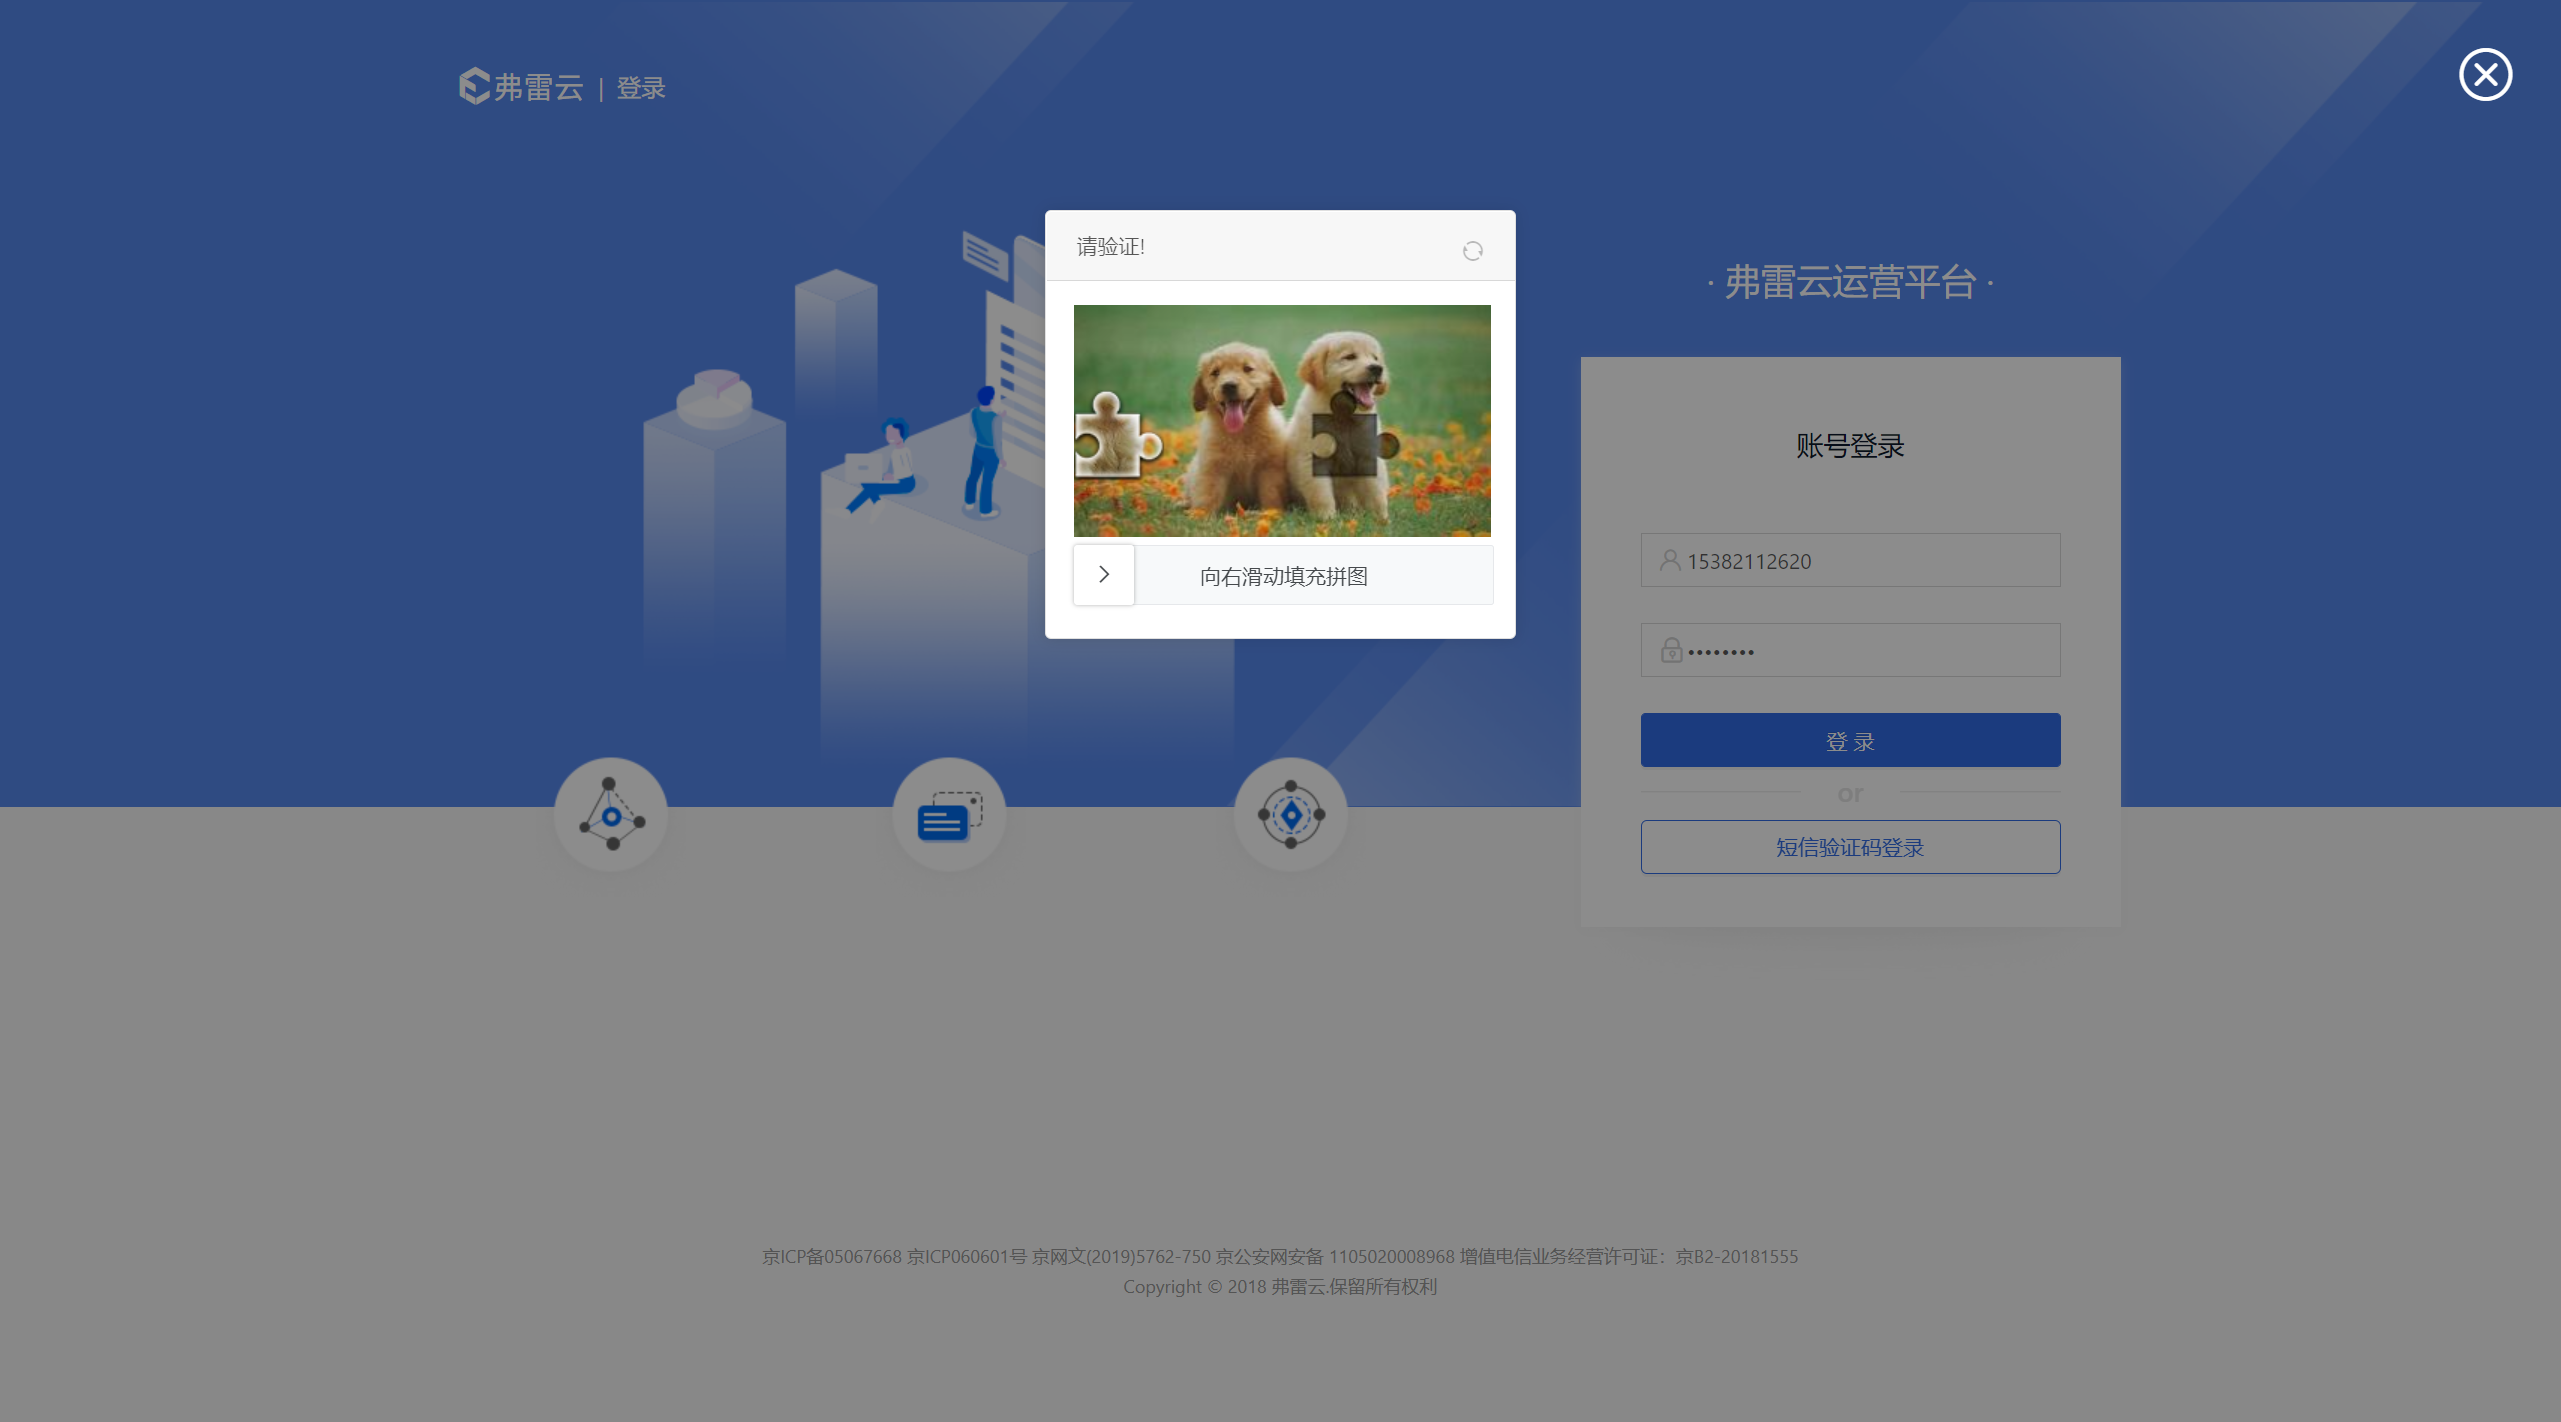 弗雷云 | 登录
请验证!
· 弗雷云运营平台 ·
向右滑动填充拼图
账号登录
15382112620
••••••••
登 录
or
短信验证码登录
京ICP备05067668 京ICP060601号 京网文(2019)5762-750 京公安网安备 1105020008968 增值电信业务经营许可证：京B2-20181555
Copyright © 2018 弗雷云.保留所有权利